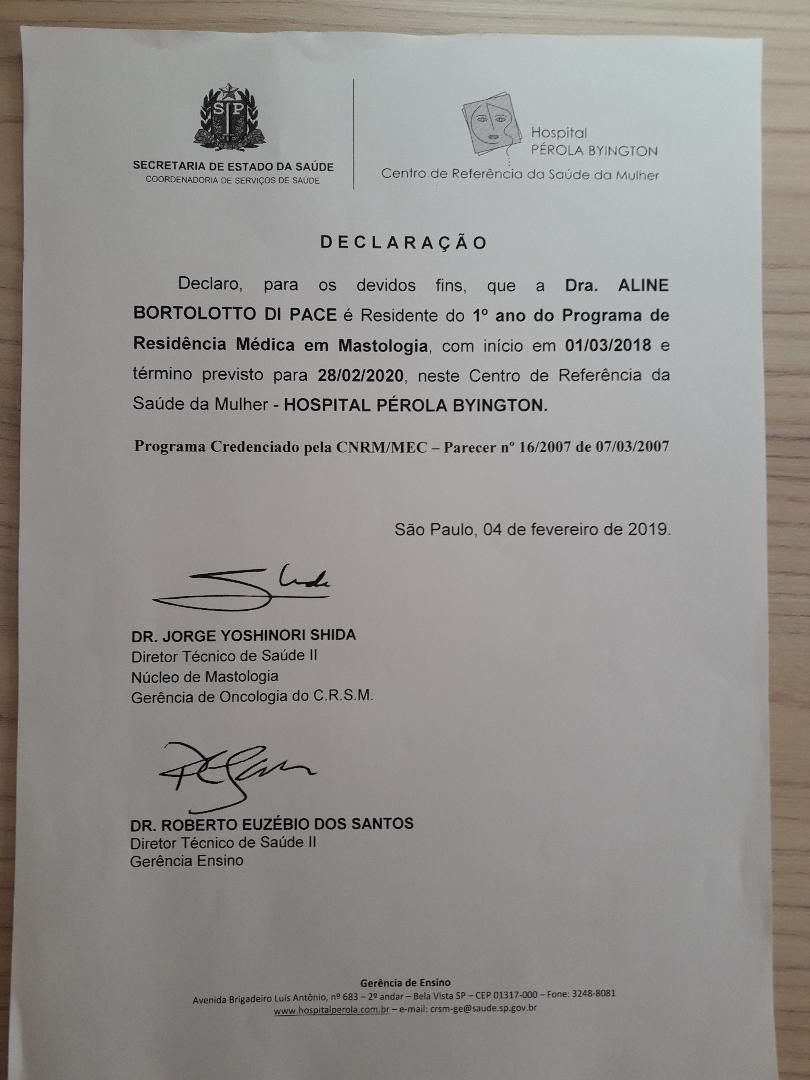 SP
SECRETARIA DE ESTADO DA SAÚDE
COORDENADORIA DE SERVIÇOS DE SAÚDE
Hospital
PÉROLA BYINGTON
Centro de Referência da Saúde da Mulher
DECLARAÇÃO
Declaro, para os devidos fins, que a Dra. ALINE
BORTOLOTTO DI PACE é Residente do 1º ano do Programa de
Residência Médica em Mastologia, com início em 01/03/2018 e
término previsto para 28/02/2020, neste Centro de Referência da
Saúde da Mulher - HOSPITAL PÉROLA BYINGTON.
Programa Credenciado pela CNRM/MEC – Parecer nº 16/2007 de 07/03/2007
São Paulo, 04 de fevereiro de 2019.
DR. JORGE YOSHINORI SHIDA
Diretor Técnico de Saúde II
Núcleo de Mastologia
Gerência de Oncologia do C.R.S.M.
DR. ROBERTO EUZÉBIO DOS SANTOS
Diretor Técnico de Saúde II
Gerência Ensino
Gerência de Ensino
Avenida Brigadeiro Luís Antônio, nº 683 – 2º andar – Bela Vista SP – CEP 01317-000 – Fone: 3248-8081
www.hospitalperola.com.br – e-mail: crsm-ge@saude.sp.gov.br